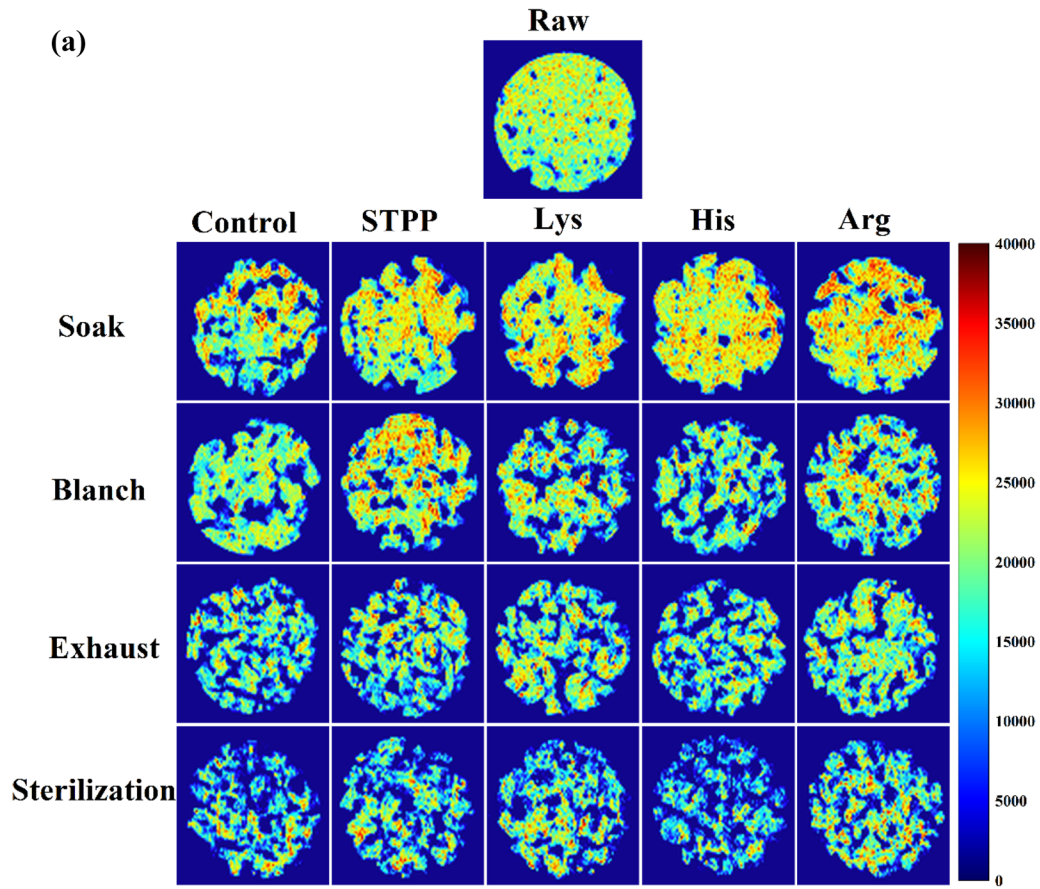 (a)
Raw
Control STPP Lys His Arg
Soak
Blanch
Exhaust
Sterilization
40000
35000
30000
25000
20000
15000
10000
5000
0